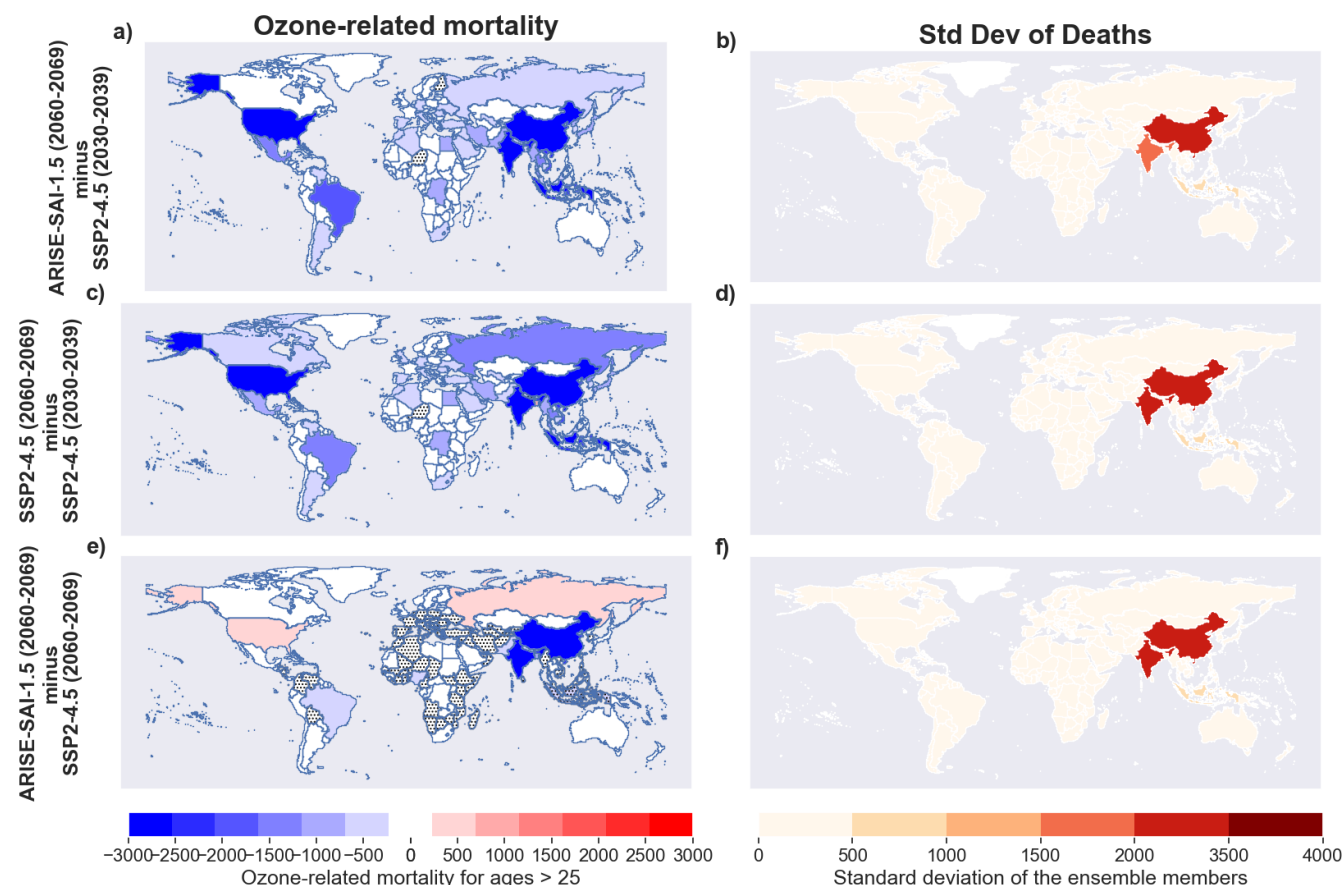 Ozone-related mortality
Std Dev of Deaths
a)
b)
ARISE-SAI-1.5 (2060-2069)
minus
SSP2-4.5 (2030-2039)
c)
d)
SSP2-4.5 (2060-2069)
minus
SSP2-4.5 (2030-2039)
e)
f)
ARISE-SAI-1.5 (2060-2069)
minus
SSP2-4.5 (2060-2069)
−3000 −2500 −2000 −1500 −1000 −500 0 500 1000 1500 2000 2500 3000
Ozone-related mortality for ages > 25
0 500 1000 1500 2000 3500 4000
Standard deviation of the ensemble members